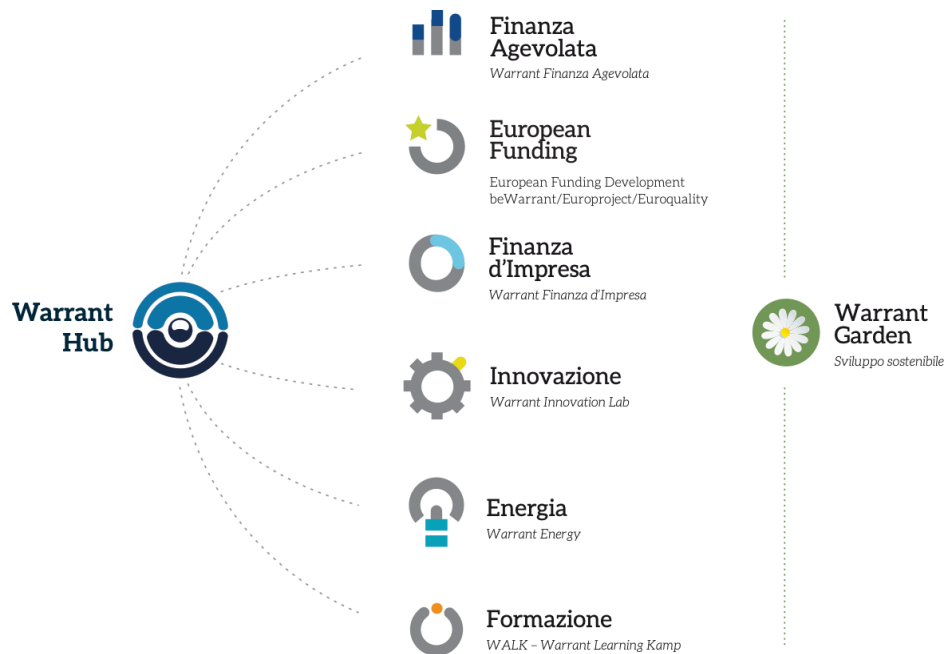 Warrant
Hub
Finanza
Agevolata
Warrant Finanza Agevolata
European
Funding
European Funding Development
beWarrant/Europroject/Euroquality
Finanza
d'Impresa
Warrant Finanza d'Impresa
Innovazione
Warrant Innovation Lab
Energia
Warrant Energy
Formazione
WALK – Warrant Learning Kamp
Warrant
Garden
Sviluppo sostenibile